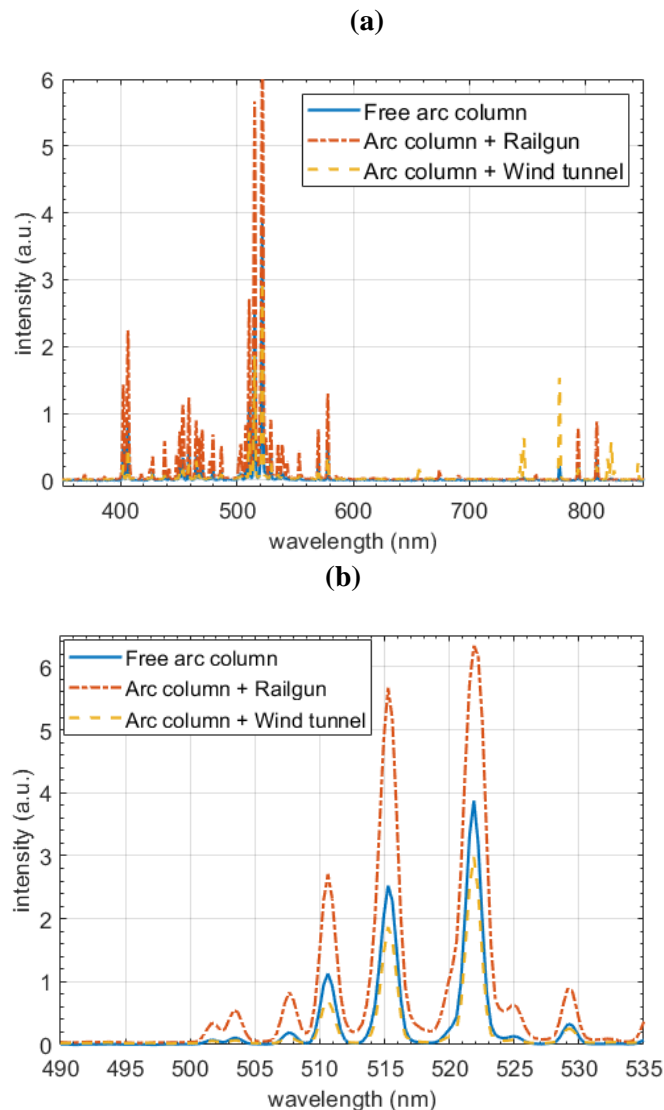 (a)
6
5
4
3
2
1
0
intensity (a.u.)
Free arc column
Arc column + Railgun
Arc column + Wind tunnel
400 500 600 700 800
wavelength (nm)
(b)
6
5
4
3
2
1
0
intensity (a.u.)
Free arc column
Arc column + Railgun
Arc column + Wind tunnel
490 495 500 505 510 515 520 525 530 535
wavelength (nm)